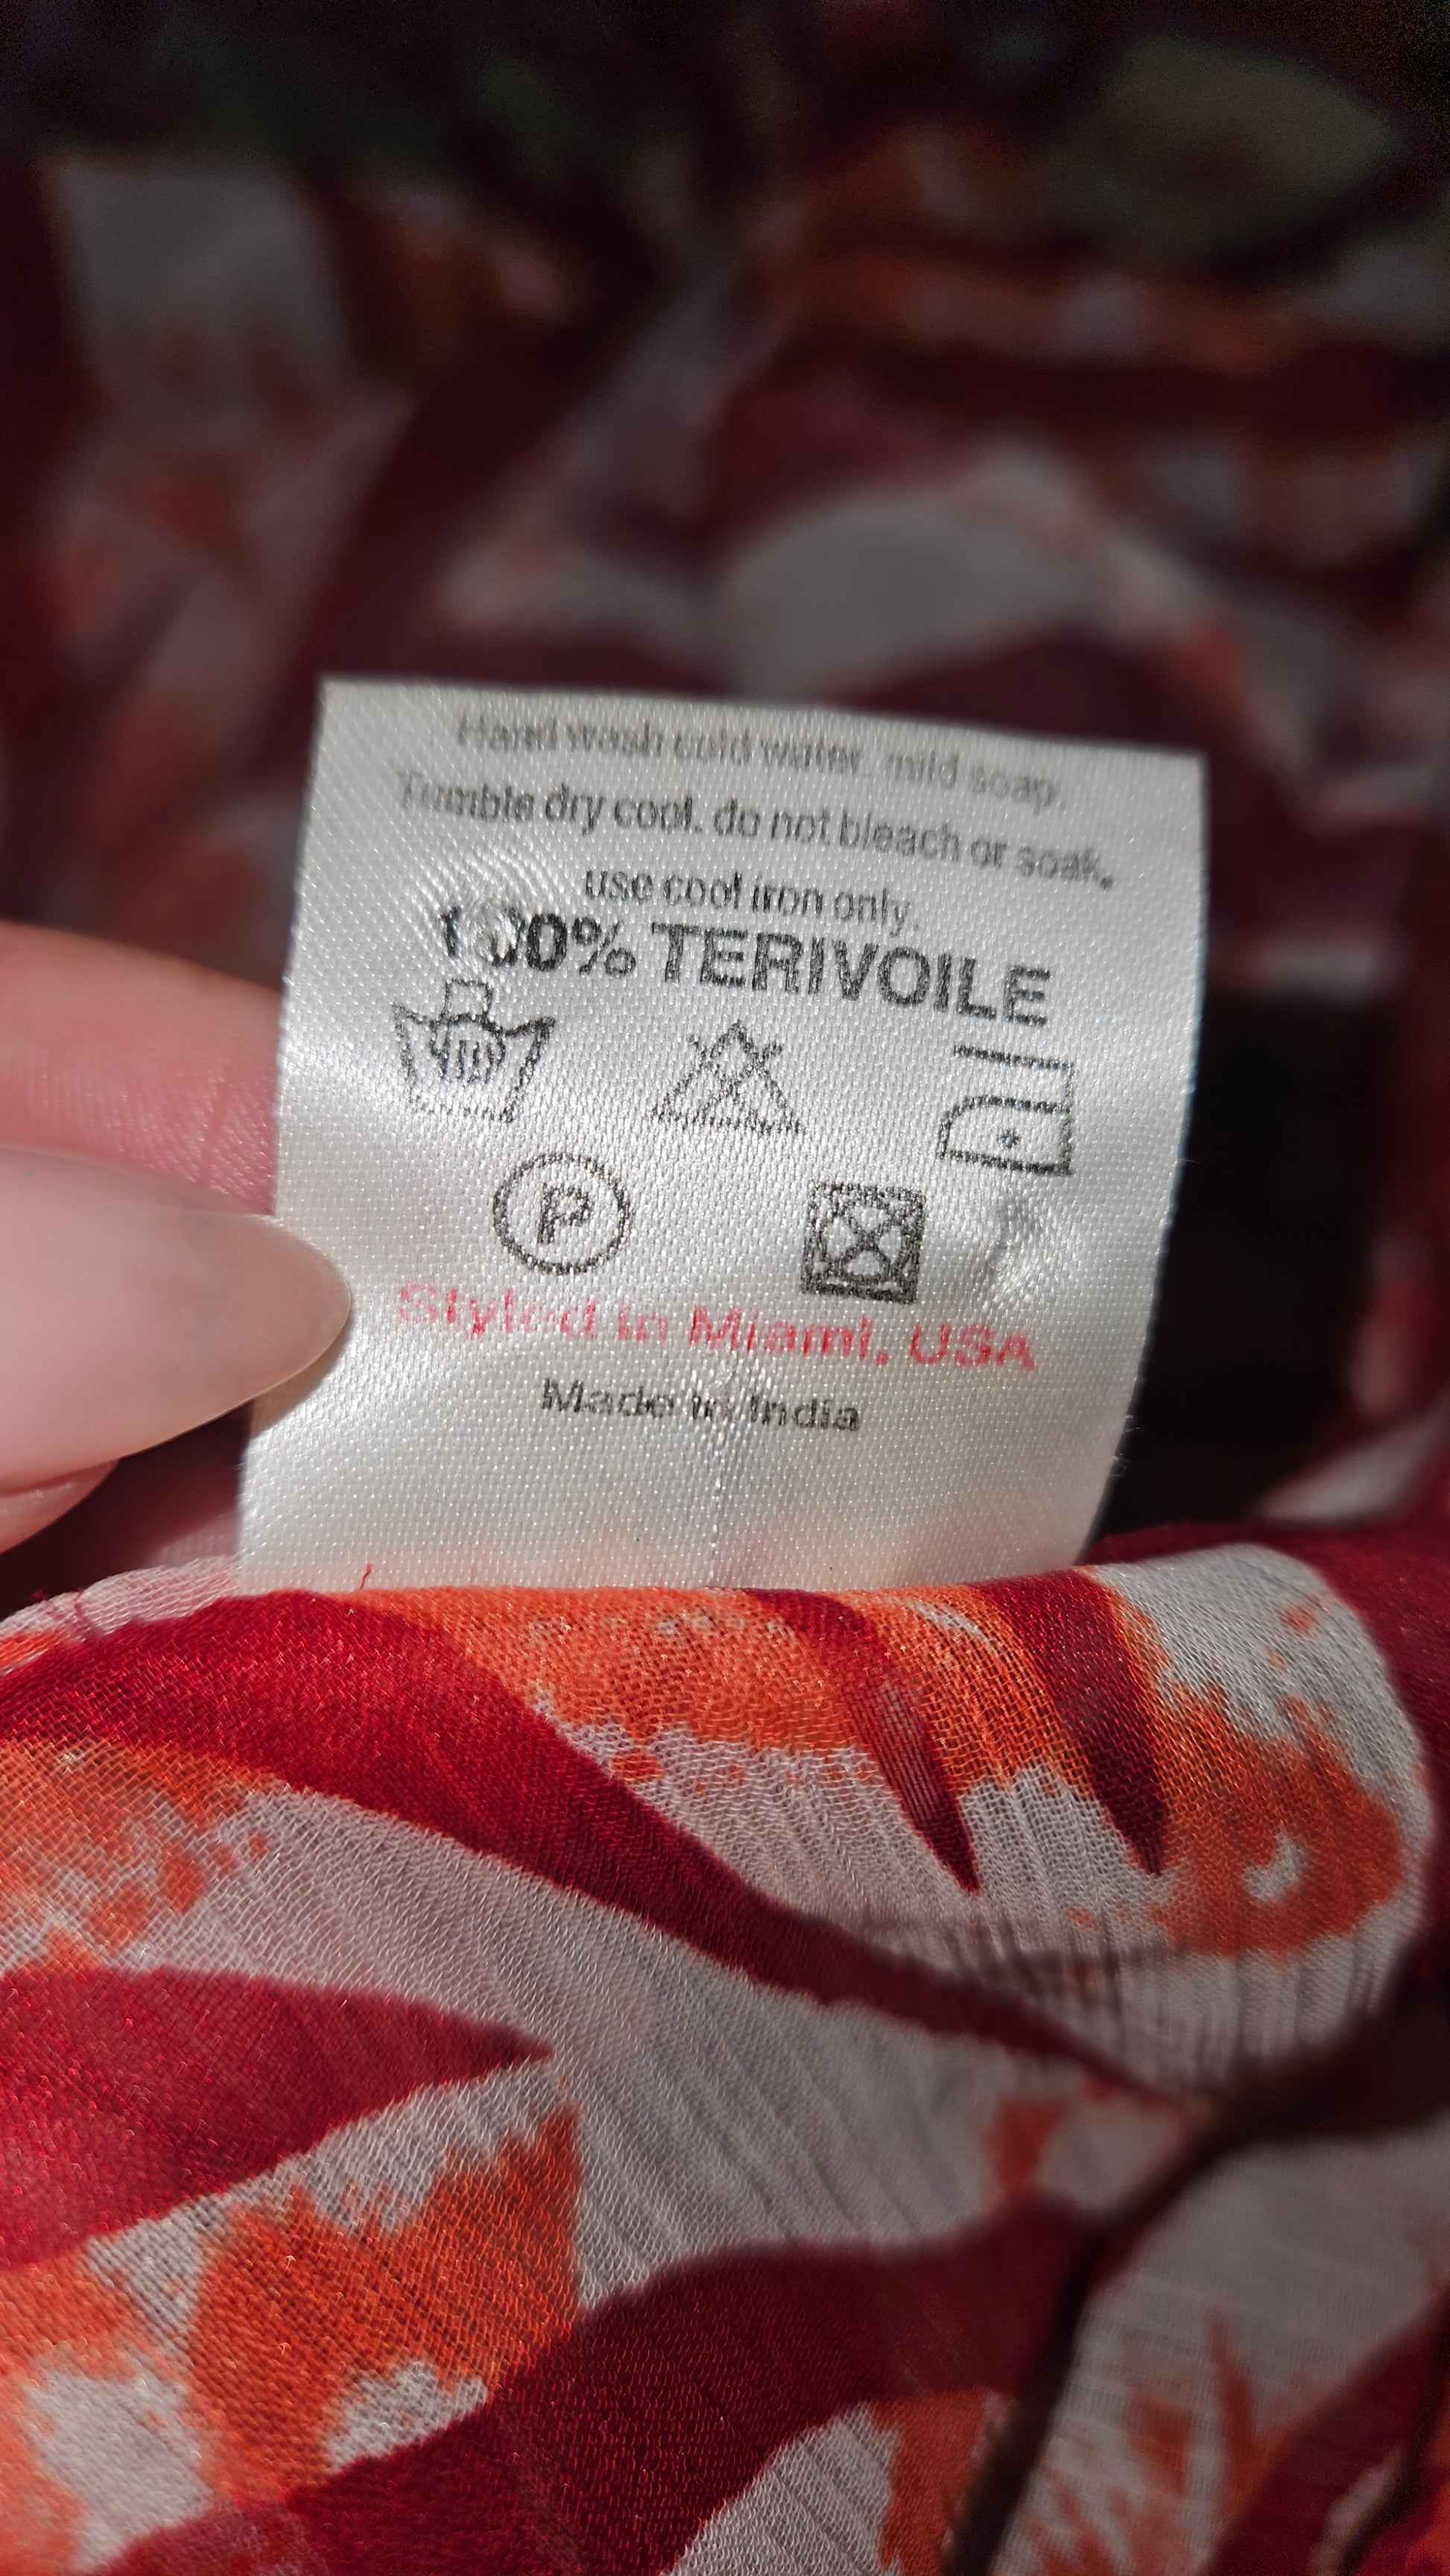 Hand wash cold water. mild soap.
Tumble dry cool. do not bleach or soak.
use cool iron only.
100% TERIVOILE
P
Styled in Miami, USA
Made in India